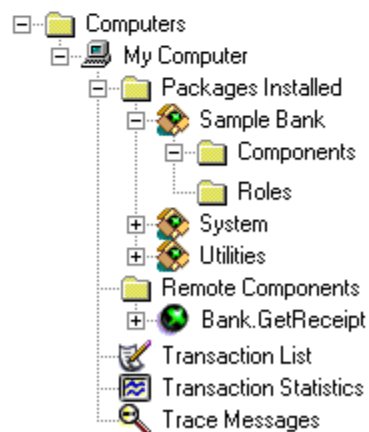 Computers
My Computer
Packages Installed
Sample Bank
Components
Roles
System
Utilities
Remote Components
Bank.GetReceipt
Transaction List
Transaction Statistics
Trace Messages